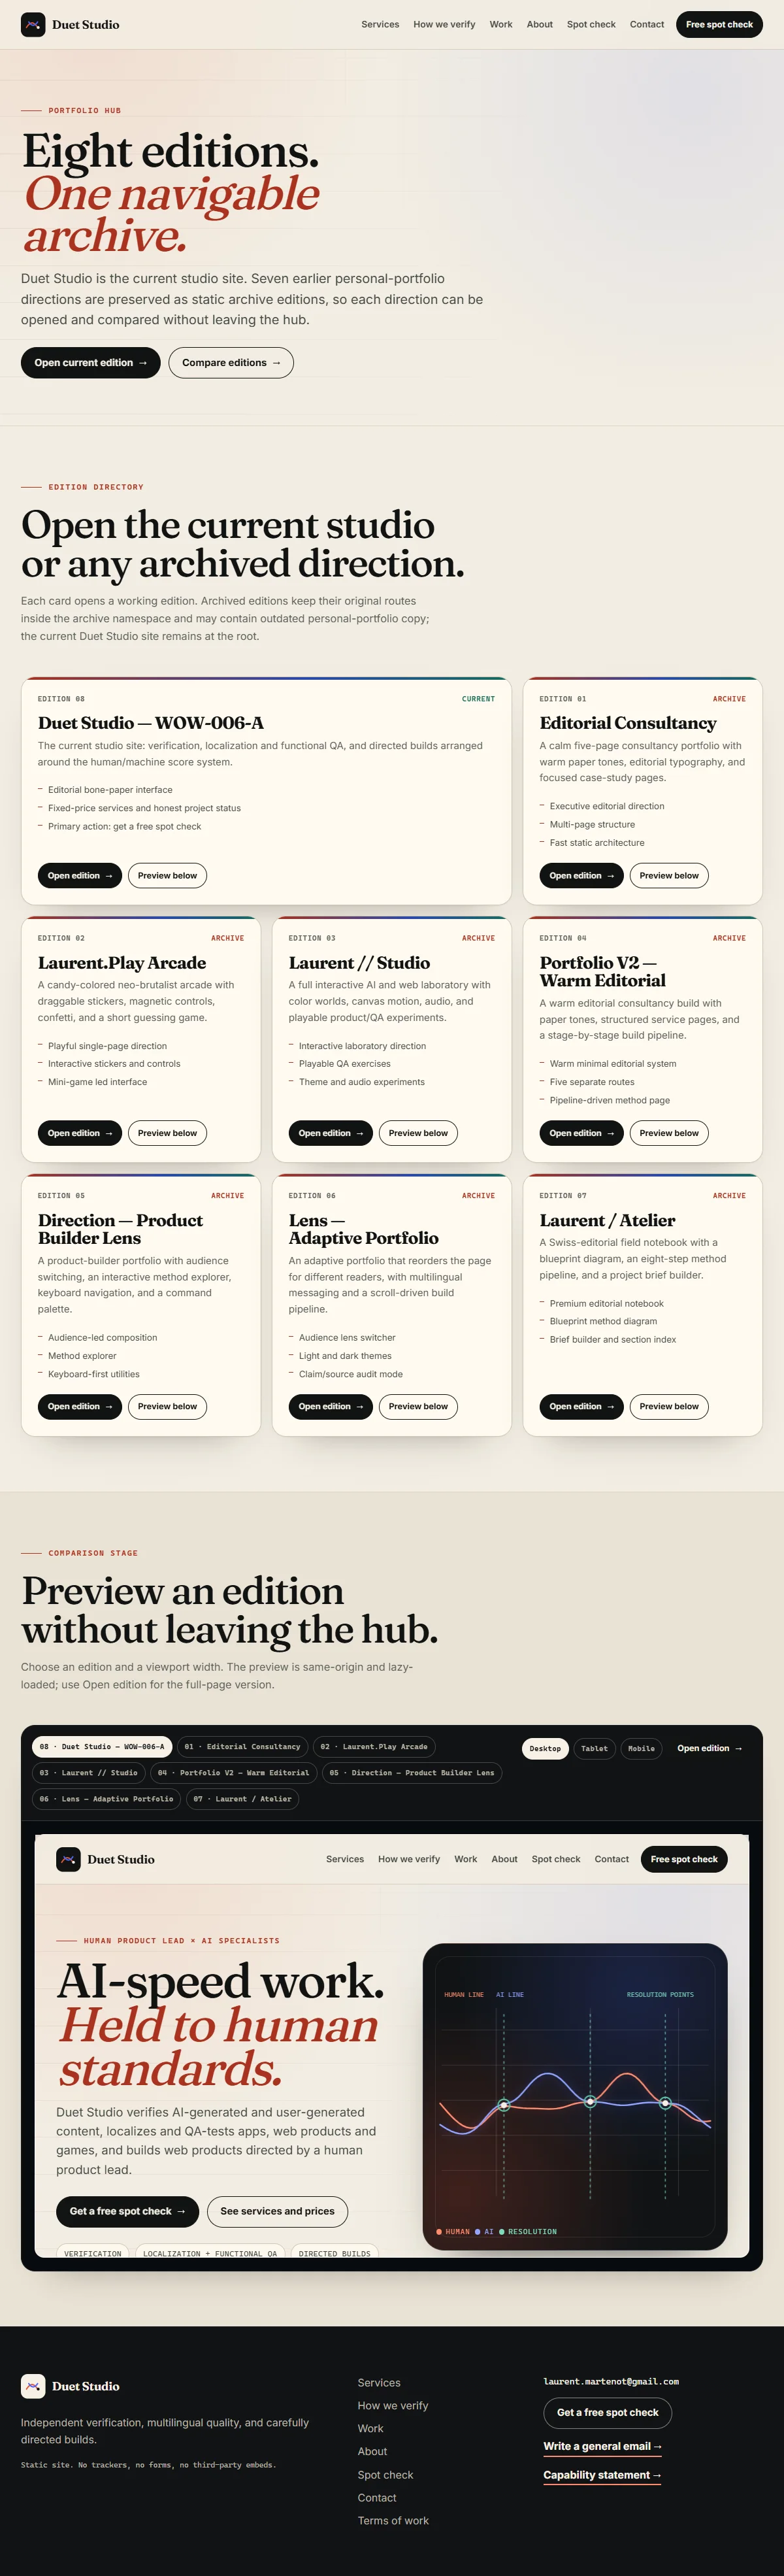 Duet Studio
Services How we verify Work About Spot check Contact Free spot check
PORTFOLIO HUB
Eight editions.
One navigable
archive.
Duet Studio is the current studio site. Seven earlier personal-portfolio
directions are preserved as static archive editions, so each direction can be
opened and compared without leaving the hub.
Open current edition → Compare editions →
EDITION DIRECTORY
Open the current studio
or any archived direction.
Each card opens a working edition. Archived editions keep their original routes
inside the archive namespace and may contain outdated personal-portfolio copy;
the current Duet Studio site remains at the root.
EDITION 08 CURRENT
Duet Studio — WOW-006-A
The current studio site: verification, localization and functional QA, and directed builds arranged
around the human/machine score system.
– Editorial bone-paper interface
– Fixed-price services and honest project status
– Primary action: get a free spot check
Open edition → Preview below
EDITION 01 ARCHIVE
Editorial Consultancy
A calm five-page consultancy portfolio with
warm paper tones, editorial typography, and
focused case-study pages.
– Executive editorial direction
– Multi-page structure
– Fast static architecture
Open edition → Preview below
EDITION 02 ARCHIVE
Laurent.Play Arcade
A candy-colored neo-brutalist arcade with
draggable stickers, magnetic controls,
confetti, and a short guessing game.
– Playful single-page direction
– Interactive stickers and controls
– Mini-game led interface
Open edition → Preview below
EDITION 03 ARCHIVE
Laurent // Studio
A full interactive AI and web laboratory with
color worlds, canvas motion, audio, and
playable product/QA experiments.
– Interactive laboratory direction
– Playable QA exercises
– Theme and audio experiments
Open edition → Preview below
EDITION 04 ARCHIVE
Portfolio V2 —
Warm Editorial
A warm editorial consultancy build with
paper tones, structured service pages, and
a stage-by-stage build pipeline.
– Warm minimal editorial system
– Five separate routes
– Pipeline-driven method page
Open edition → Preview below
EDITION 05 ARCHIVE
Direction — Product
Builder Lens
A product-builder portfolio with audience
switching, an interactive method explorer,
keyboard navigation, and a command
palette.
– Audience-led composition
– Method explorer
– Keyboard-first utilities
Open edition → Preview below
EDITION 06 ARCHIVE
Lens —
Adaptive Portfolio
An adaptive portfolio that reorders the page
for different readers, with multilingual
messaging and a scroll-driven build
pipeline.
– Audience lens switcher
– Light and dark themes
– Claim/source audit mode
Open edition → Preview below
EDITION 07 ARCHIVE
Laurent / Atelier
A Swiss-editorial field notebook with a
blueprint diagram, an eight-step method
pipeline, and a project brief builder.
– Premium editorial notebook
– Blueprint method diagram
– Brief builder and section index
Open edition → Preview below
COMPARISON STAGE
Preview an edition
without leaving the hub.
Choose an edition and a viewport width. The preview is same-origin and lazy-
loaded; use Open edition for the full-page version.
08 · Duet Studio — WOW-006-A 01 · Editorial Consultancy 02 · Laurent.Play Arcade
03 · Laurent // Studio 04 · Portfolio V2 — Warm Editorial 05 · Direction — Product Builder Lens
06 · Lens — Adaptive Portfolio 07 · Laurent / Atelier
Desktop Tablet Mobile Open edition →
Duet Studio
Services How we verify Work About Spot check Contact Free spot check
HUMAN PRODUCT LEAD × AI SPECIALISTS
AI-speed work.
Held to human
standards.
Duet Studio verifies AI-generated and user-generated
content, localizes and QA-tests apps, web products and
games, and builds web products directed by a human
product lead.
Get a free spot check → See services and prices
VERIFICATION LOCALIZATION + FUNCTIONAL QA DIRECTED BUILDS
HUMAN LINE AI LINE RESOLUTION POINTS
HUMAN AI RESOLUTION
Duet Studio
Independent verification, multilingual quality, and carefully
directed builds.
Static site. No trackers, no forms, no third-party embeds.
Services
How we verify
Work
About
Spot check
Contact
Terms of work
laurent.martenot@gmail.com
Get a free spot check
Write a general email →
Capability statement →